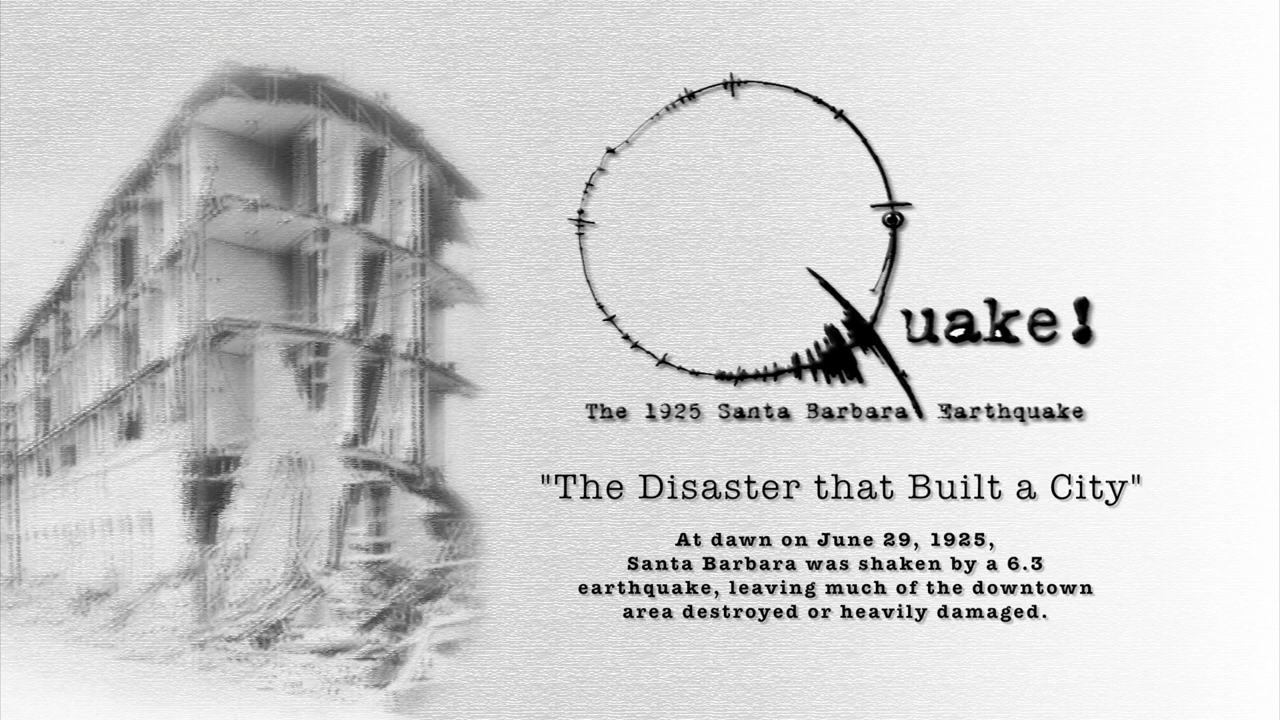 Quake!
The 1925 Santa Barbara Earthquake
"The Disaster that Built a City"
At dawn on June 29, 1925,
Santa Barbara was shaken by a 6.3
earthquake, leaving much of the downtown
area destroyed or heavily damaged.